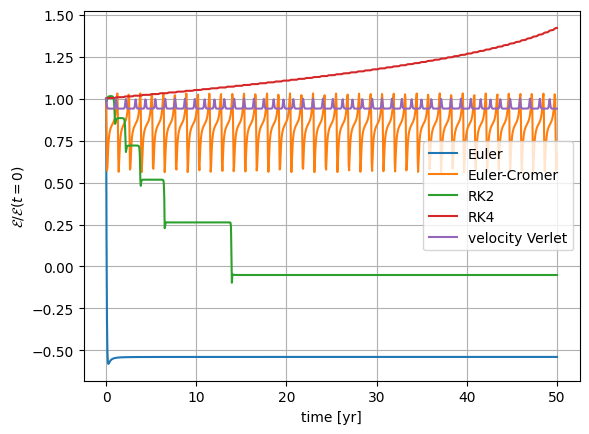 1.50
1.25
1.00
0.75
0.50
0.25
0.00
−0.25
−0.50
ℰ/ℰ(t = 0)
Euler
Euler-Cromer
RK2
RK4
velocity Verlet
0 10 20 30 40 50
time [yr]